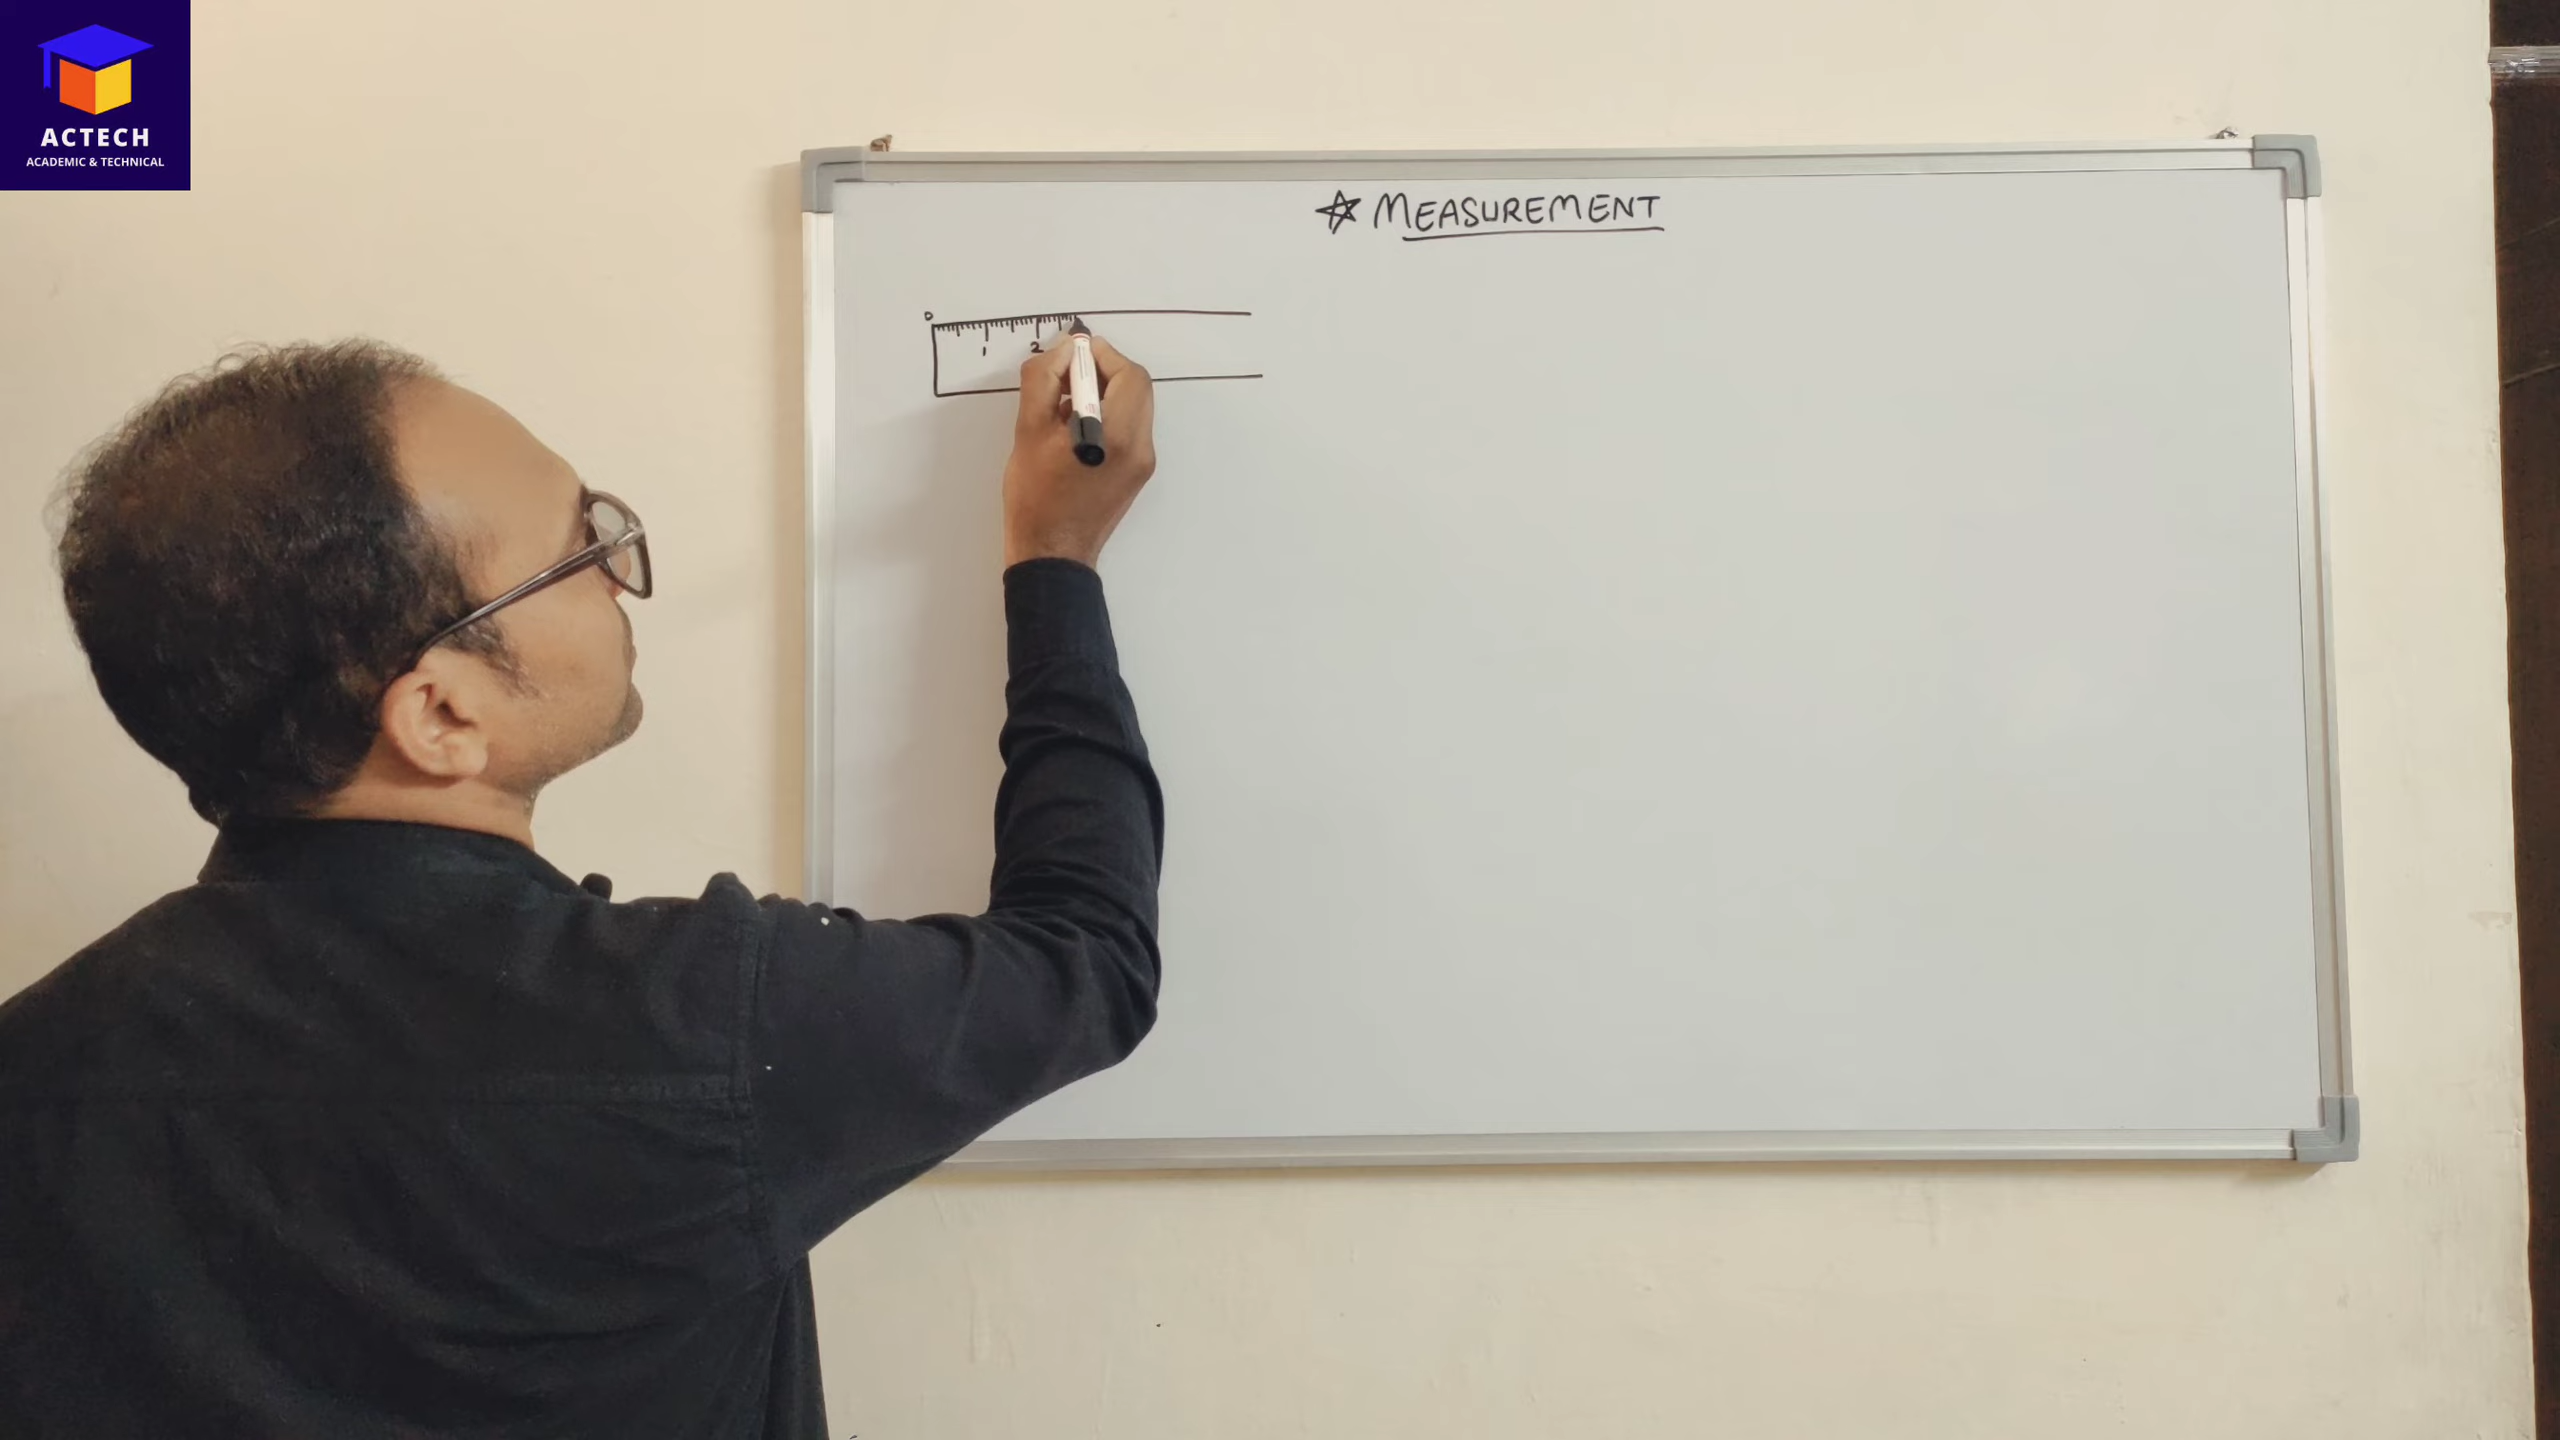 ACTECH
ACADEMIC & TECHNICAL
☆ MEASUREMENT
0
1 2